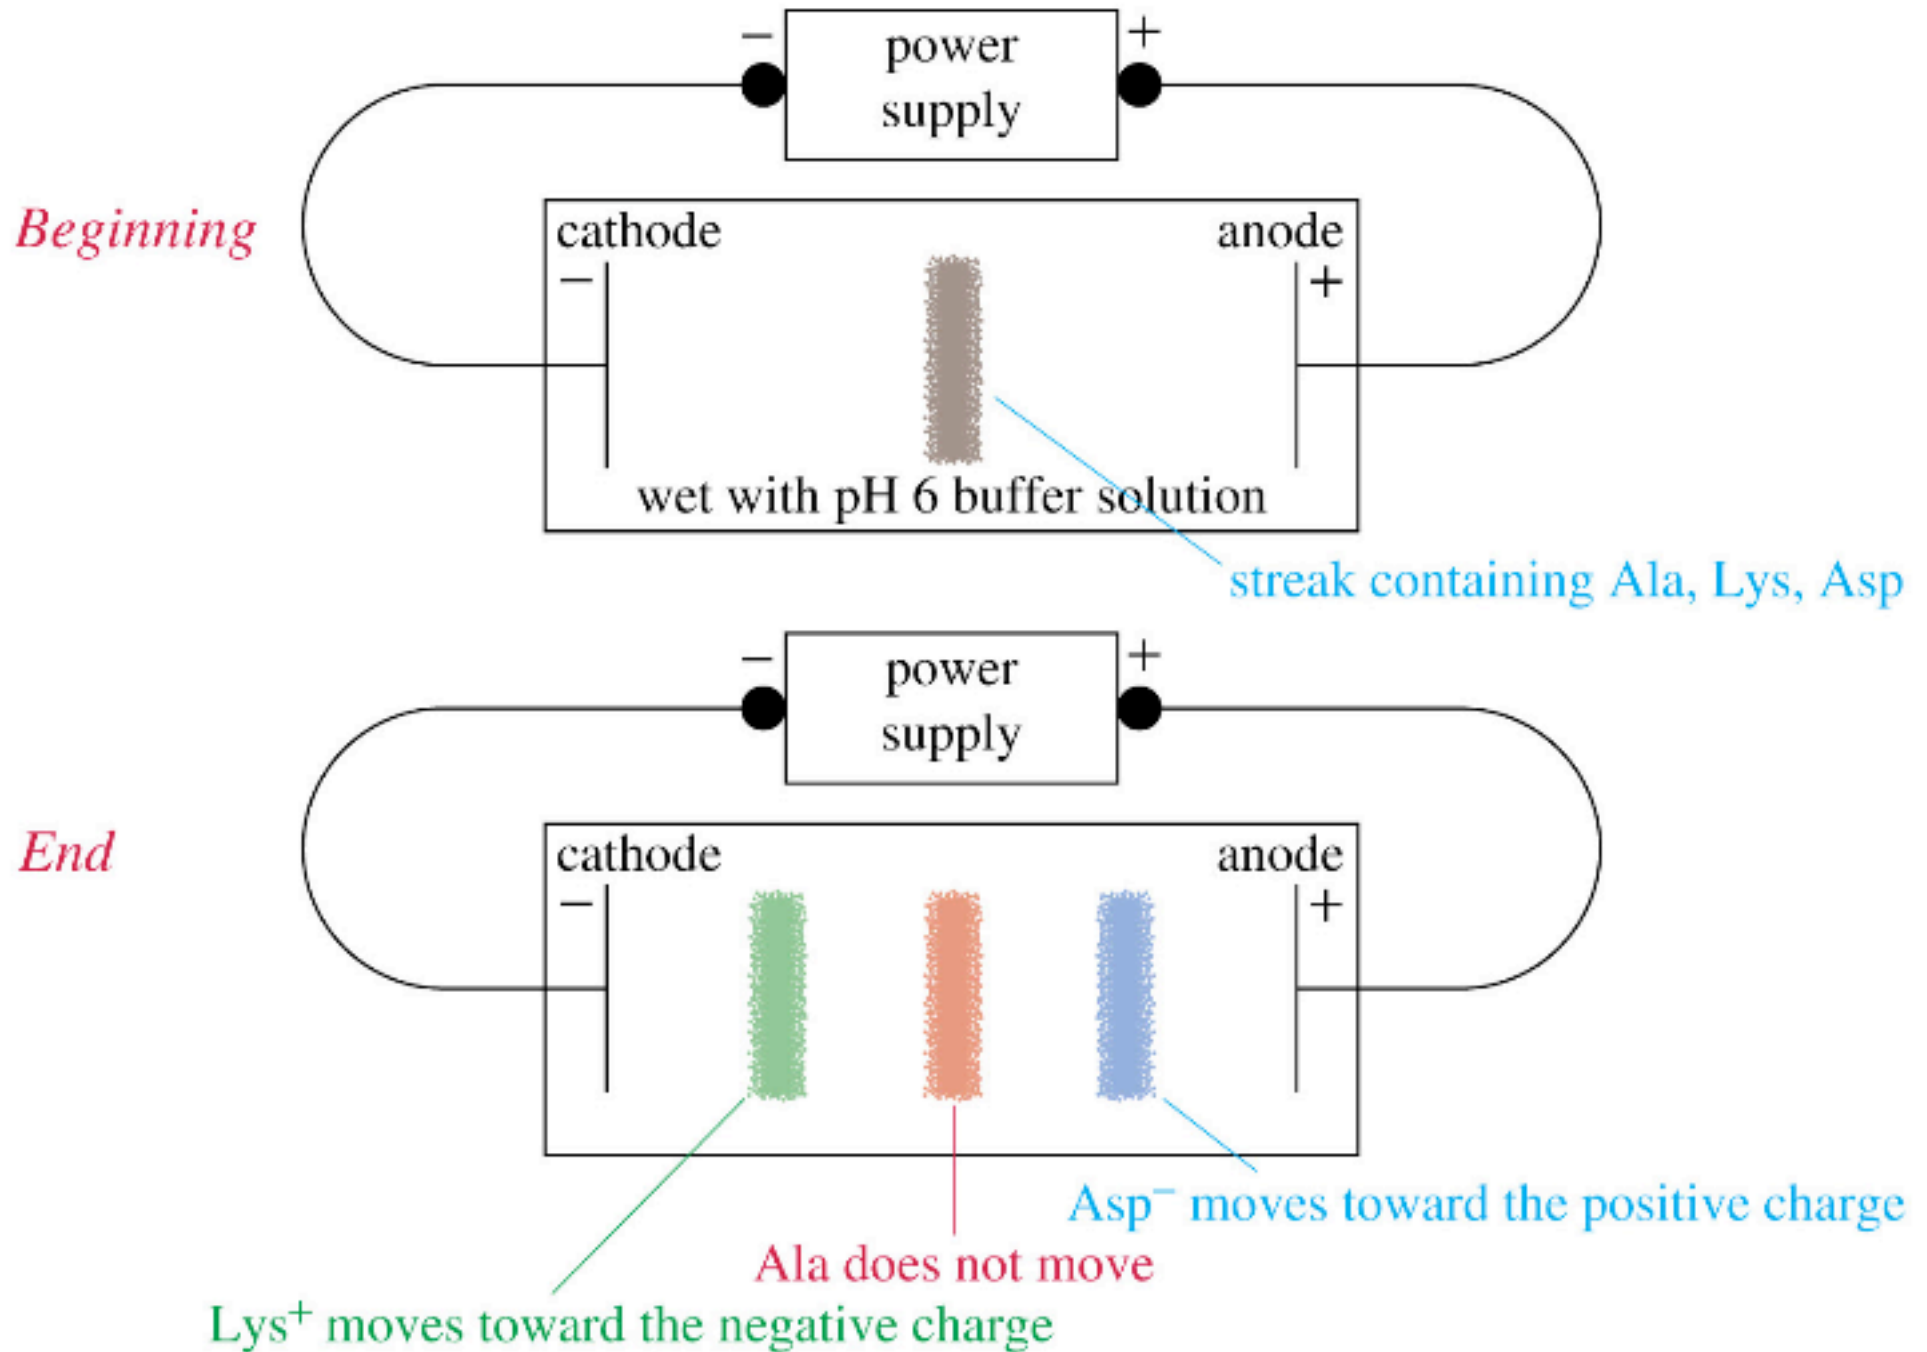 − power +
supply
Beginning
cathode anode
− +
wet with pH 6 buffer solution
streak containing Ala, Lys, Asp
− power +
supply
End
cathode anode
− +
Asp⁻ moves toward the positive charge
Ala does not move
Lys⁺ moves toward the negative charge